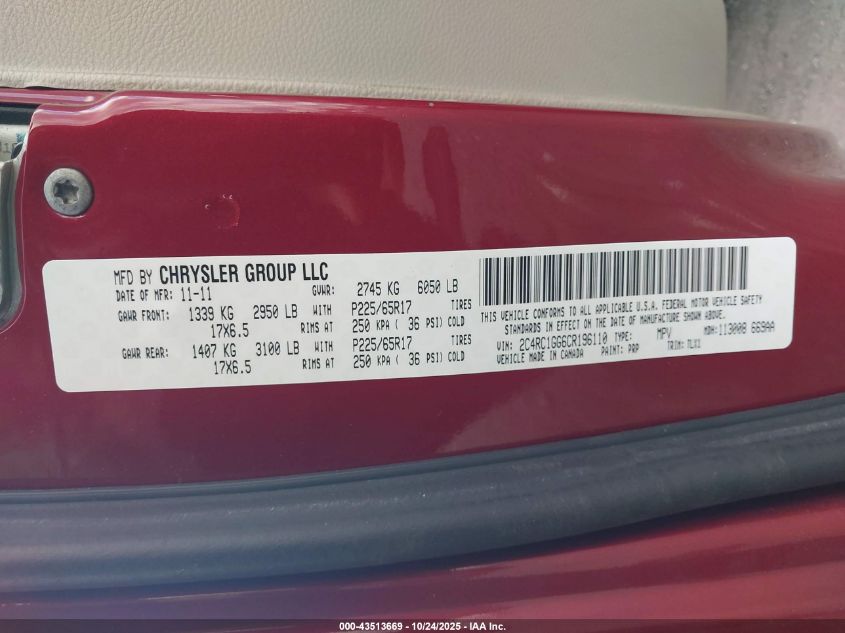 MFD BY CHRYSLER GROUP LLC
DATE OF MFR: 11-11 GVWR: 2745 KG 6050 LB
GAWR FRONT: 1339 KG 2950 LB WITH P225/65R17 TIRES
17X6.5 RIMS AT 250 KPA ( 36 PSI) COLD
GAWR REAR: 1407 KG 3100 LB WITH P225/65R17 TIRES
17X6.5 RIMS AT 250 KPA ( 36 PSI) COLD
THIS VEHICLE CONFORMS TO ALL APPLICABLE U.S.A. FEDERAL MOTOR VEHICLE SAFETY
STANDARDS IN EFFECT ON THE DATE OF MANUFACTURE SHOWN ABOVE.
VIN: 2C4RC1GG6CR196110 TYPE: MPV MDH: 113008 669AA
VEHICLE MADE IN CANADA PAINT: PRP TRIM: TLX1
000-43513669 • 10/24/2025 • IAA Inc.